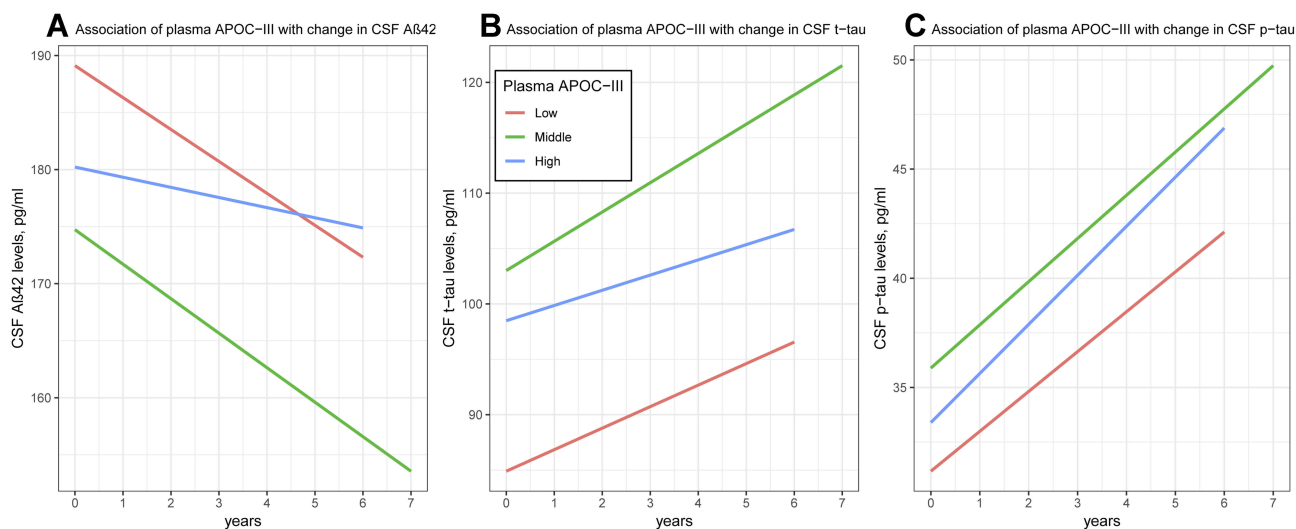 A Association of plasma APOC−III with change in CSF Aß42
190
180
170
160
CSF Aß42 levels, pg/ml
0 1 2 3 4 5 6 7
years
B Association of plasma APOC−III with change in CSF t−tau
Plasma APOC−III
Low
Middle
High
120
110
100
90
CSF t−tau levels, pg/ml
0 1 2 3 4 5 6 7
years
C Association of plasma APOC−III with change in CSF p−tau
50
45
40
35
CSF p−tau levels, pg/ml
0 1 2 3 4 5 6 7
years